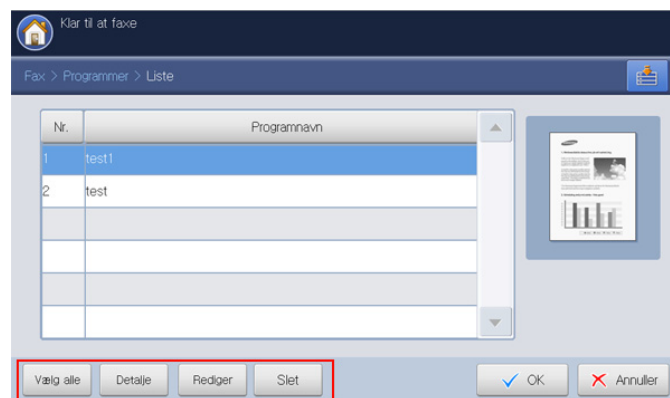 Klar til at faxe
Fax > Programmer > Liste
Nr. Programnavn
1 test1
2 test
Vælg alle Detalje Rediger Slet OK Annuller